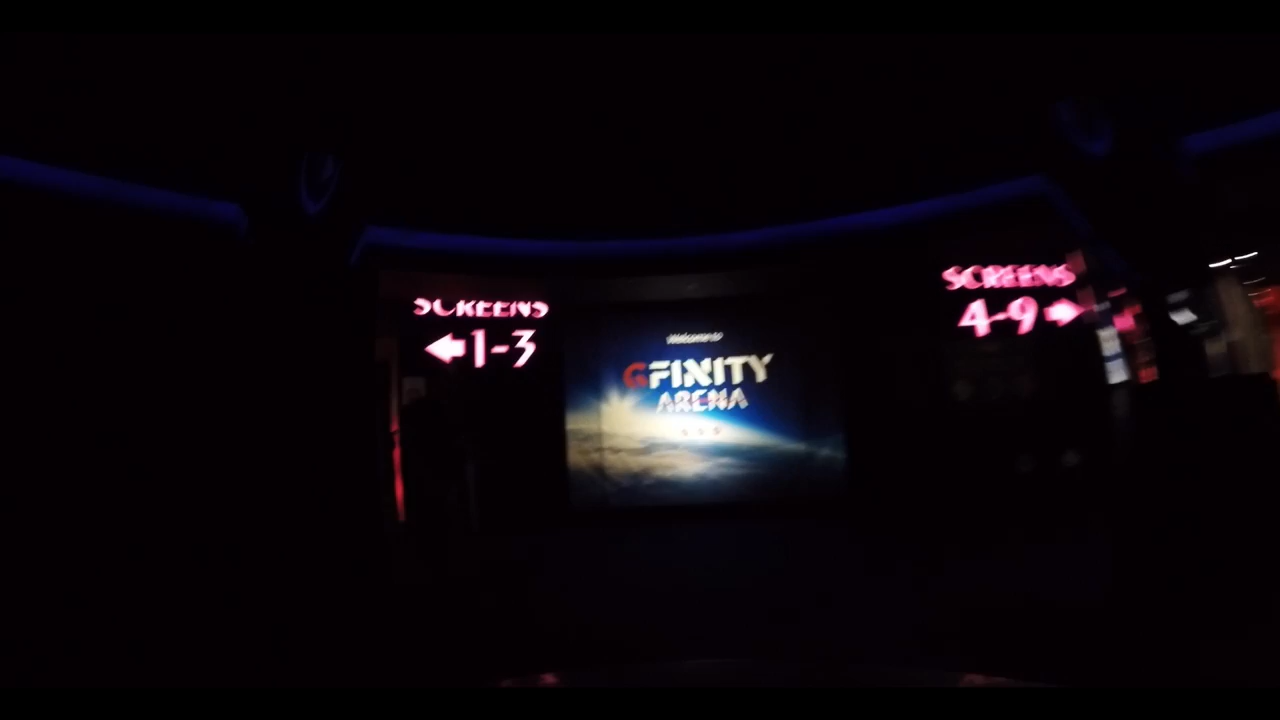 SCREENS
1-3
Welcome to
GFINITY
ARENA
SCREENS
4-9